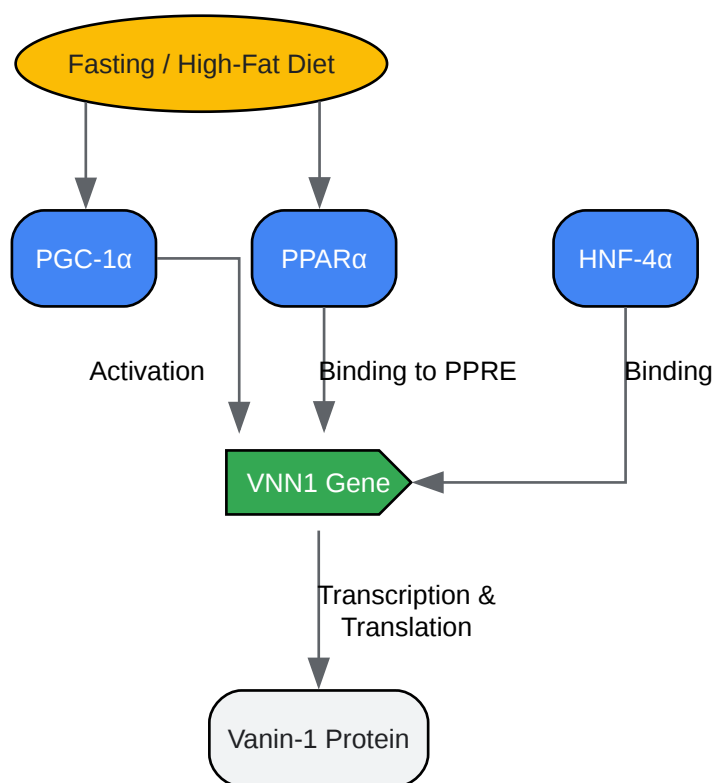 Fasting / High-Fat Diet
PGC-1α
PPARα
HNF-4α
Activation
Binding to PPRE
Binding
VNN1 Gene
Transcription &
Translation
Vanin-1 Protein